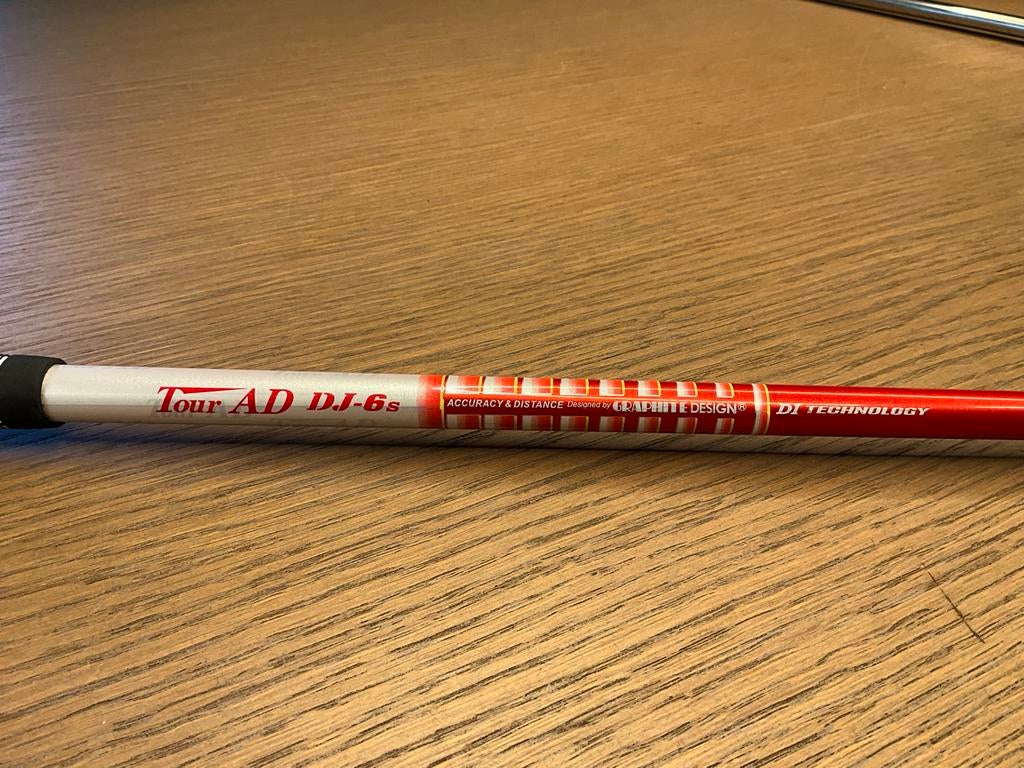 Tour AD DJ-6s
ACCURACY & DISTANCE Designed by GRAPHITE DESIGN®
DI TECHNOLOGY